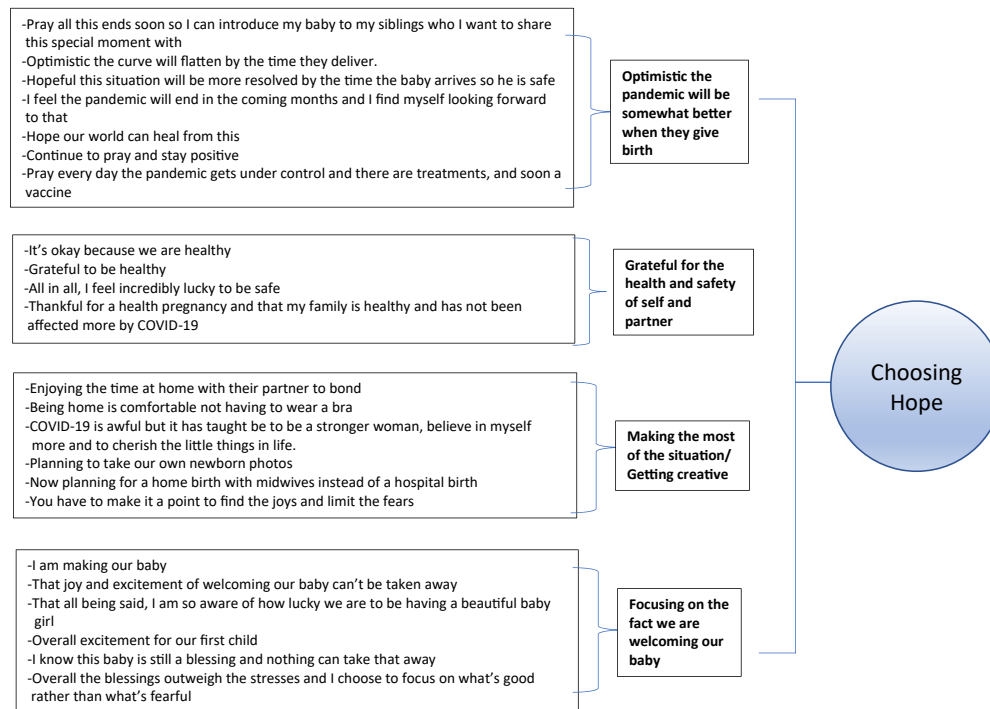 -Pray all this ends soon so I can introduce my baby to my siblings who I want to share
this special moment with
-Optimistic the curve will flatten by the time they deliver.
-Hopeful this situation will be more resolved by the time the baby arrives so he is safe
-I feel the pandemic will end in the coming months and I find myself looking forward
to that
-Hope our world can heal from this
-Continue to pray and stay positive
-Pray every day the pandemic gets under control and there are treatments, and soon a
vaccine
Optimistic the
pandemic will be
somewhat better
when they give
birth
-It's okay because we are healthy
-Grateful to be healthy
-All in all, I feel incredibly lucky to be safe
-Thankful for a health pregnancy and that my family is healthy and has not been
affected more by COVID-19
Grateful for the
health and safety
of self and
partner
-Enjoying the time at home with their partner to bond
-Being home is comfortable not having to wear a bra
-COVID-19 is awful but it has taught be to be a stronger woman, believe in myself
more and to cherish the little things in life.
-Planning to take our own newborn photos
-Now planning for a home birth with midwives instead of a hospital birth
-You have to make it a point to find the joys and limit the fears
Making the most
of the situation/
Getting creative
-I am making our baby
-That joy and excitement of welcoming our baby can't be taken away
-That all being said, I am so aware of how lucky we are to be having a beautiful baby
girl
-Overall excitement for our first child
-I know this baby is still a blessing and nothing can take that away
-Overall the blessings outweigh the stresses and I choose to focus on what's good
rather than what's fearful
Focusing on the
fact we are
welcoming our
baby
Choosing
Hope